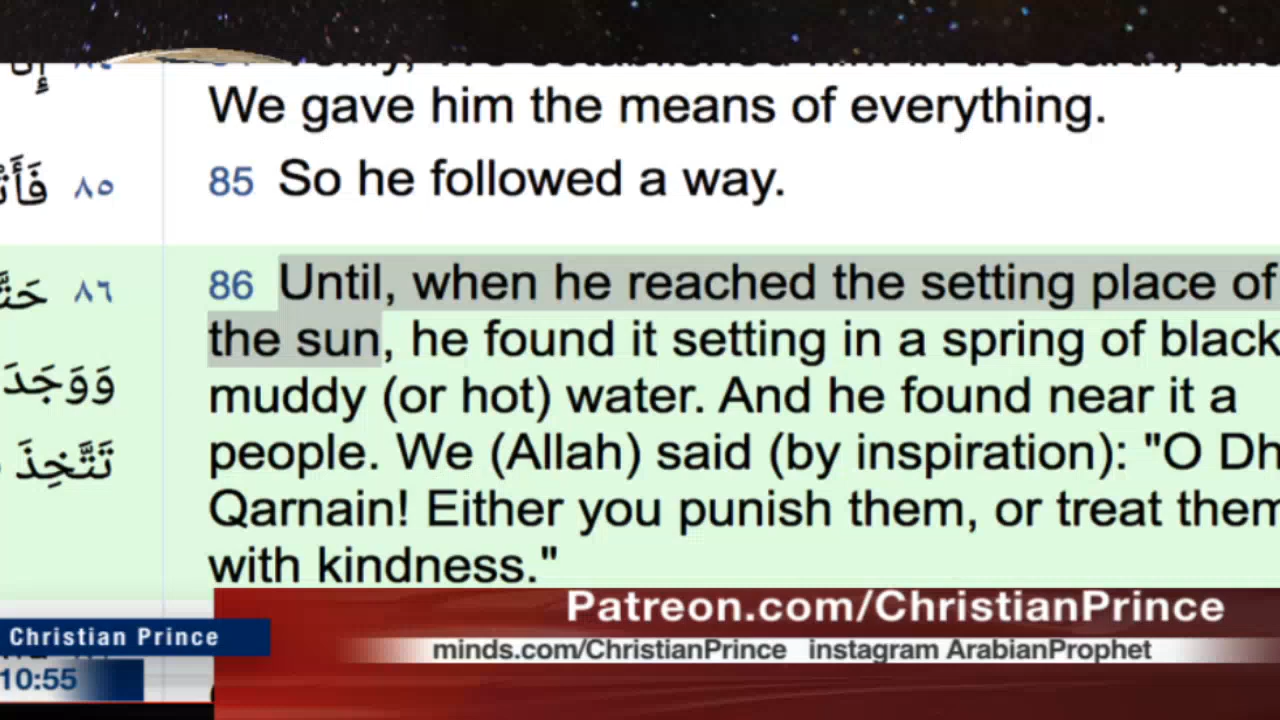 We gave him the means of everything.
٨٥ 85 So he followed a way.
٨٦ 86 Until, when he reached the setting place of
the sun, he found it setting in a spring of black
وَوَجَدَ muddy (or hot) water. And he found near it a
تَتَّخِذَ people. We (Allah) said (by inspiration): "O Dh
Qarnain! Either you punish them, or treat them
with kindness."
Patreon.com/ChristianPrince
Christian Prince
minds.com/ChristianPrince instagram ArabianProphet
10:55